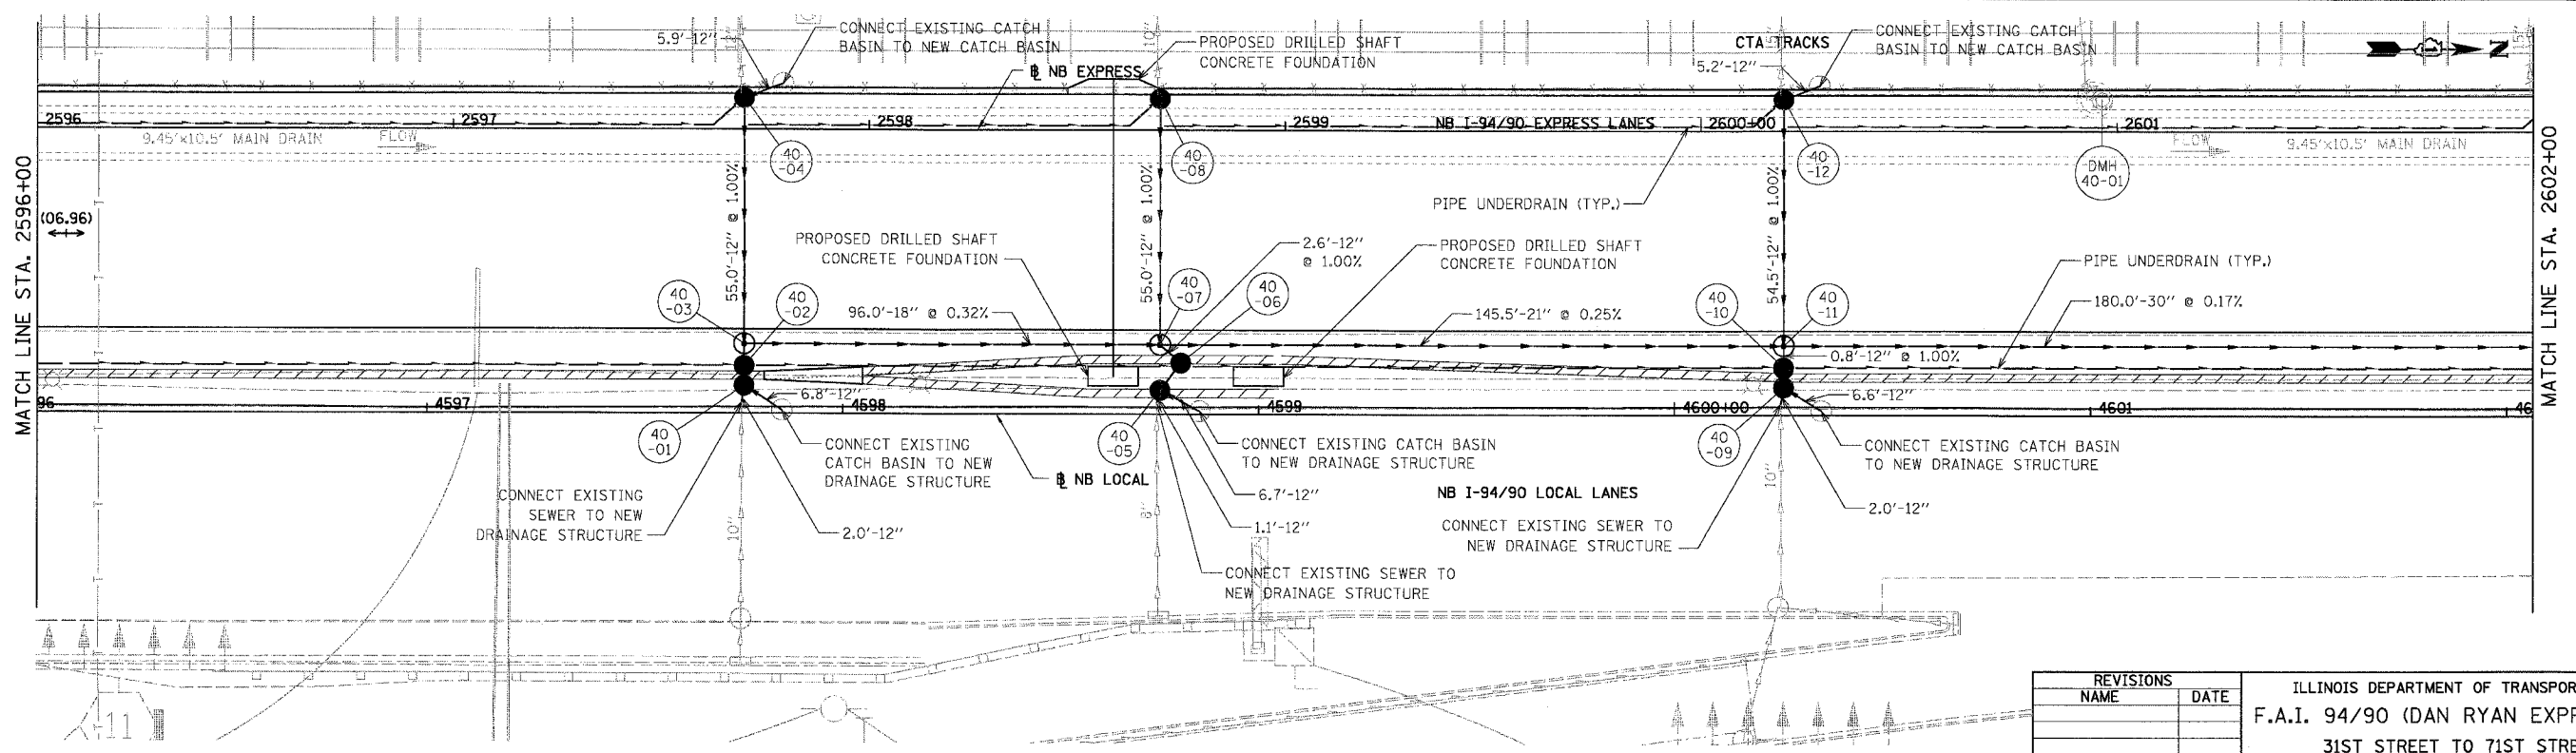 5.9'-12"
12"
CONNECT EXISTING CATCH
BASIN TO NEW CATCH BASIN
10"
PROPOSED DRILLED SHAFT
CONCRETE FOUNDATION
CTA TRACKS
5.2'-12"
CONNECT EXISTING CATCH
BASIN TO NEW CATCH BASIN
N
NB EXPRESS
2596
2597
2598
2599
NB I-94/90 EXPRESS LANES
2600+00
2601
9.45'x10.5' MAIN DRAIN
FLOW
FLOW
9.45'x10.5' MAIN DRAIN
40
-04
40
-08
40
-12
DMH
40-01
MATCH LINE STA. 2596+00
MATCH LINE STA. 2602+00
(06.96)
55.0'-12" @ 1.00%
55.0'-12" @ 1.00%
54.5'-12" @ 1.00%
PIPE UNDERDRAIN (TYP.)
PROPOSED DRILLED SHAFT
CONCRETE FOUNDATION
2.6'-12"
@ 1.00%
PROPOSED DRILLED SHAFT
CONCRETE FOUNDATION
PIPE UNDERDRAIN (TYP.)
40
-03
40
-02
96.0'-18" @ 0.32%
40
-07
40
-06
145.5'-21" @ 0.25%
40
-10
40
-11
180.0'-30" @ 0.17%
0.8'-12" @ 1.00%
96
4597
6.8'-12"
4598
4599
4600+00
6.6'-12"
4601
46
40
-01
CONNECT EXISTING
CATCH BASIN TO NEW
DRAINAGE STRUCTURE
NB LOCAL
40
-05
CONNECT EXISTING CATCH BASIN
TO NEW DRAINAGE STRUCTURE
40
-09
CONNECT EXISTING CATCH BASIN
TO NEW DRAINAGE STRUCTURE
CONNECT EXISTING
SEWER TO NEW
DRAINAGE STRUCTURE
10"
2.0'-12"
8"
6.7'-12"
1.1'-12"
NB I-94/90 LOCAL LANES
CONNECT EXISTING SEWER TO
NEW DRAINAGE STRUCTURE
10"
2.0'-12"
CONNECT EXISTING SEWER TO
NEW DRAINAGE STRUCTURE
11
REVISIONS
NAME
DATE
ILLINOIS DEPARTMENT OF TRANSPOR
F.A.I. 94/90 (DAN RYAN EXPR
31ST STREET TO 71ST STRE